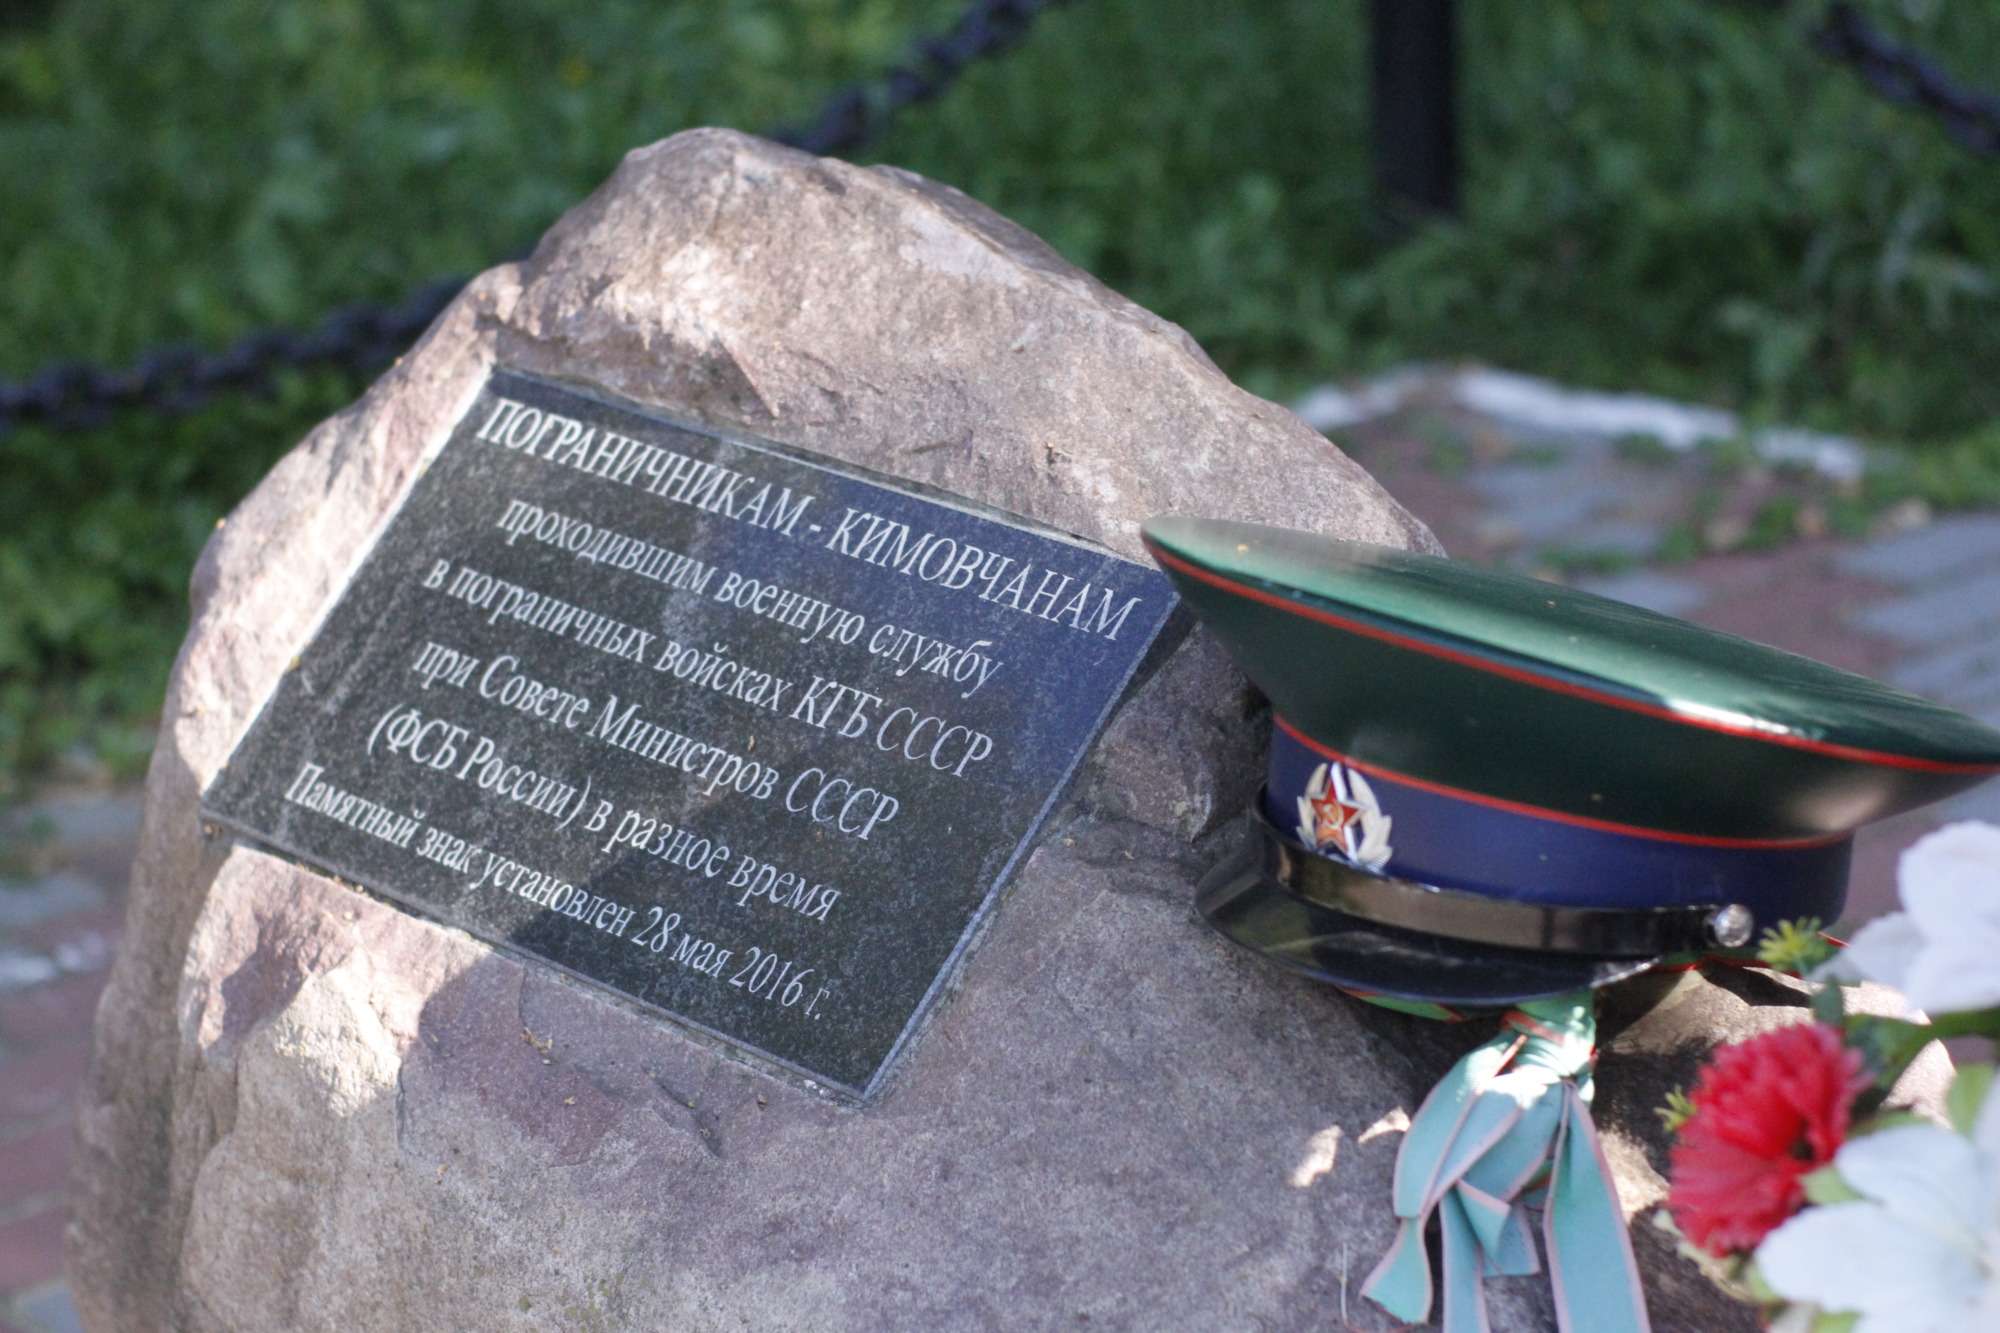 ПОГРАНИЧНИКАМ - КИМОВЧАНАМ
проходившим военную службу
в пограничных войсках КГБ СССР
при Совете Министров СССР
(ФСБ России) в разное время
Памятный знак установлен 28 мая 2016 г.